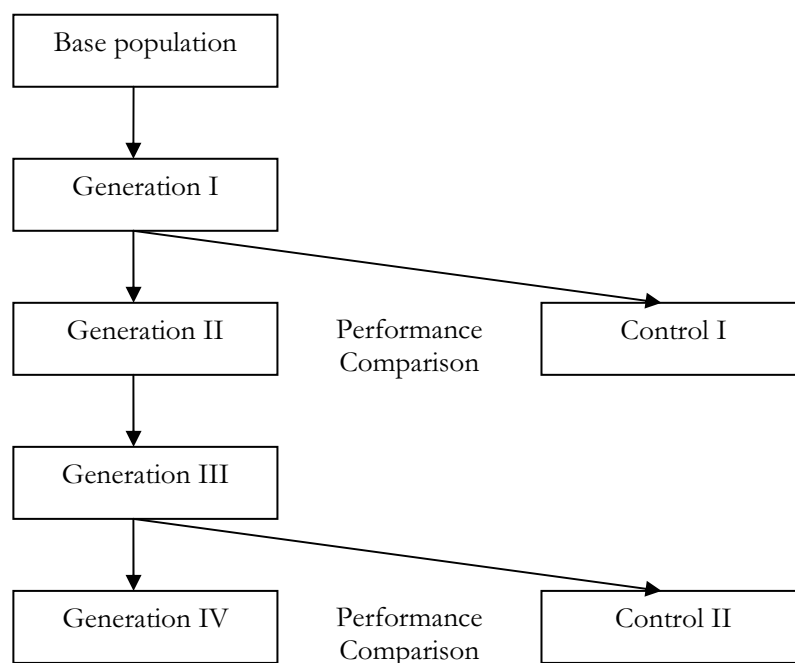 Base population
Generation I
Generation II
Performance
Comparison
Control I
Generation III
Generation IV
Performance
Comparison
Control II